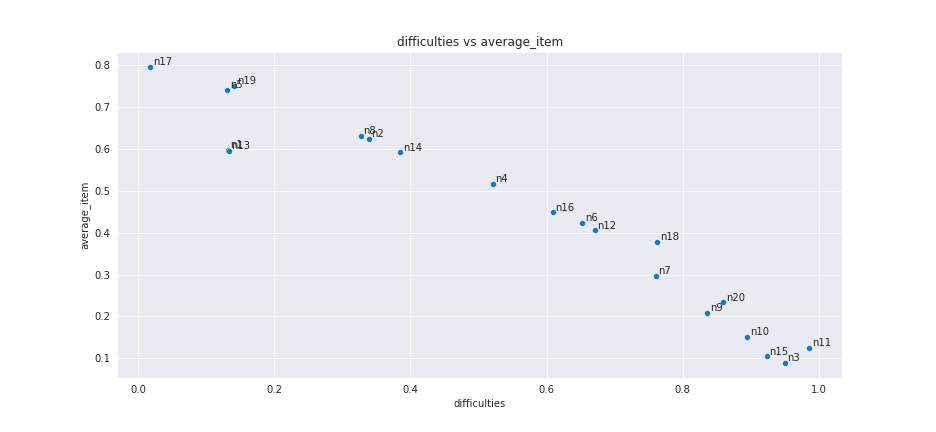 difficulties vs average_item
0.8
0.7
0.6
0.5
0.4
0.3
0.2
0.1
average_item
n17
n19
n5
n1
n13
n8
n2
n14
n4
n16
n6
n12
n18
n7
n20
n9
n10
n15
n3
n11
0.0 0.2 0.4 0.6 0.8 1.0
difficulties